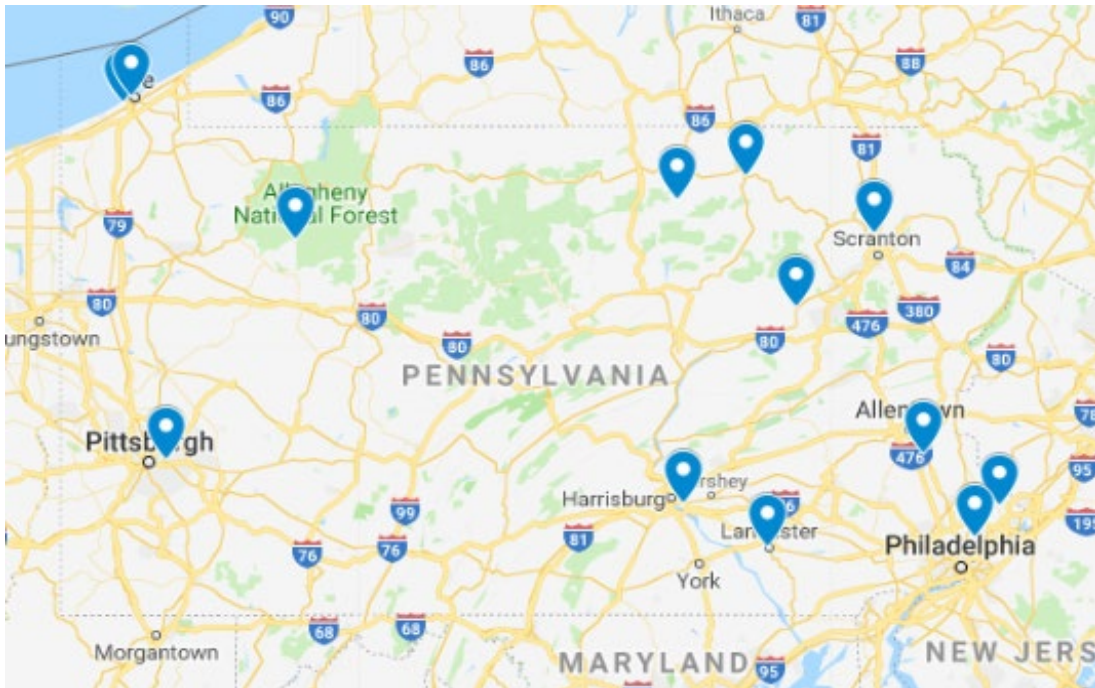 90
Ithaca
81
86
88
e
86
86
81
Allegheny
National Forest
79
Scranton
84
80
80
476
380
80
80
80
ungstown
PENNSYLVANIA
Allentown
78
Pittsburgh
476
95
rshey
Harrisburg
99
Lancaster
195
81
76
76
Philadelphia
York
68
68
Morgantown
MARYLAND
95
NEW JERS